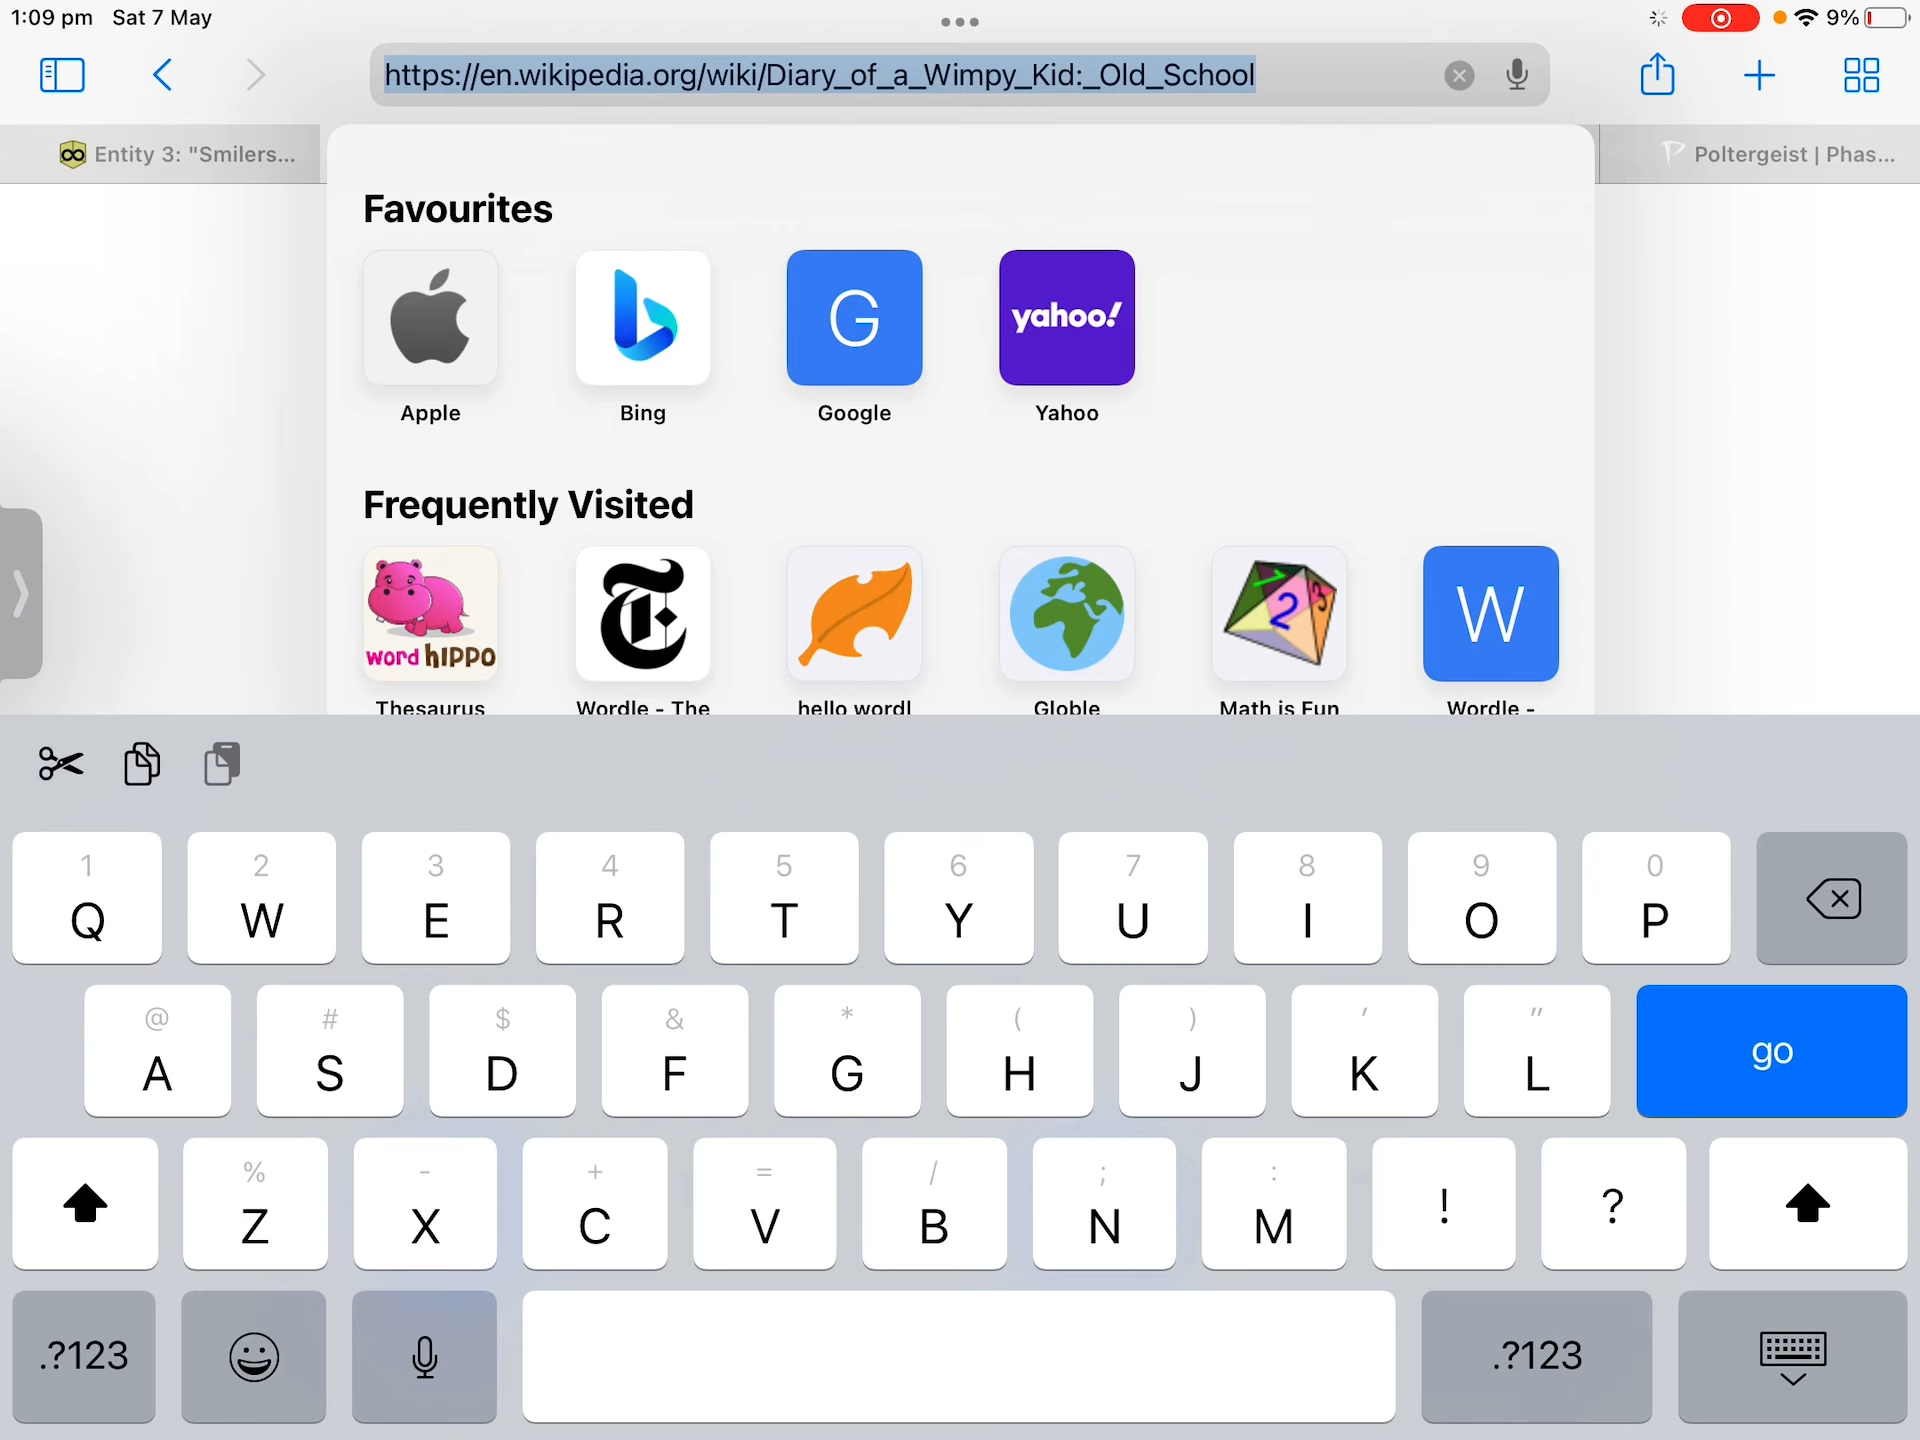 1:09 pm Sat 7 May
9%
https://en.wikipedia.org/wiki/Diary_of_a_Wimpy_Kid:_Old_School
Entity 3: "Smilers...
Poltergeist | Phas...
Favourites
G
yahoo!
Apple Bing Google Yahoo
Frequently Visited
word hippo
T
1 2 3
W
Thesaurus Wordle - The hello wordl Globle Math is Fun Wordle -
1 2 3 4 5 6 7 8 9 0
Q W E R T Y U I O P
@ # $ & * ( ) ' "
A S D F G H J K L go
% - + = / ; :
Z X C V B N M ! ?
.?123 .?123